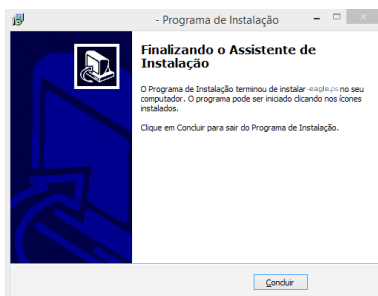 - Programa de Instalação
Finalizando o Assistente de
Instalação
O Programa de Instalação terminou de instalar -eagle.ps no seu
computador. O programa pode ser iniciado clicando nos ícones
instalados.
Clique em Concluir para sair do Programa de Instalação.
Concluir